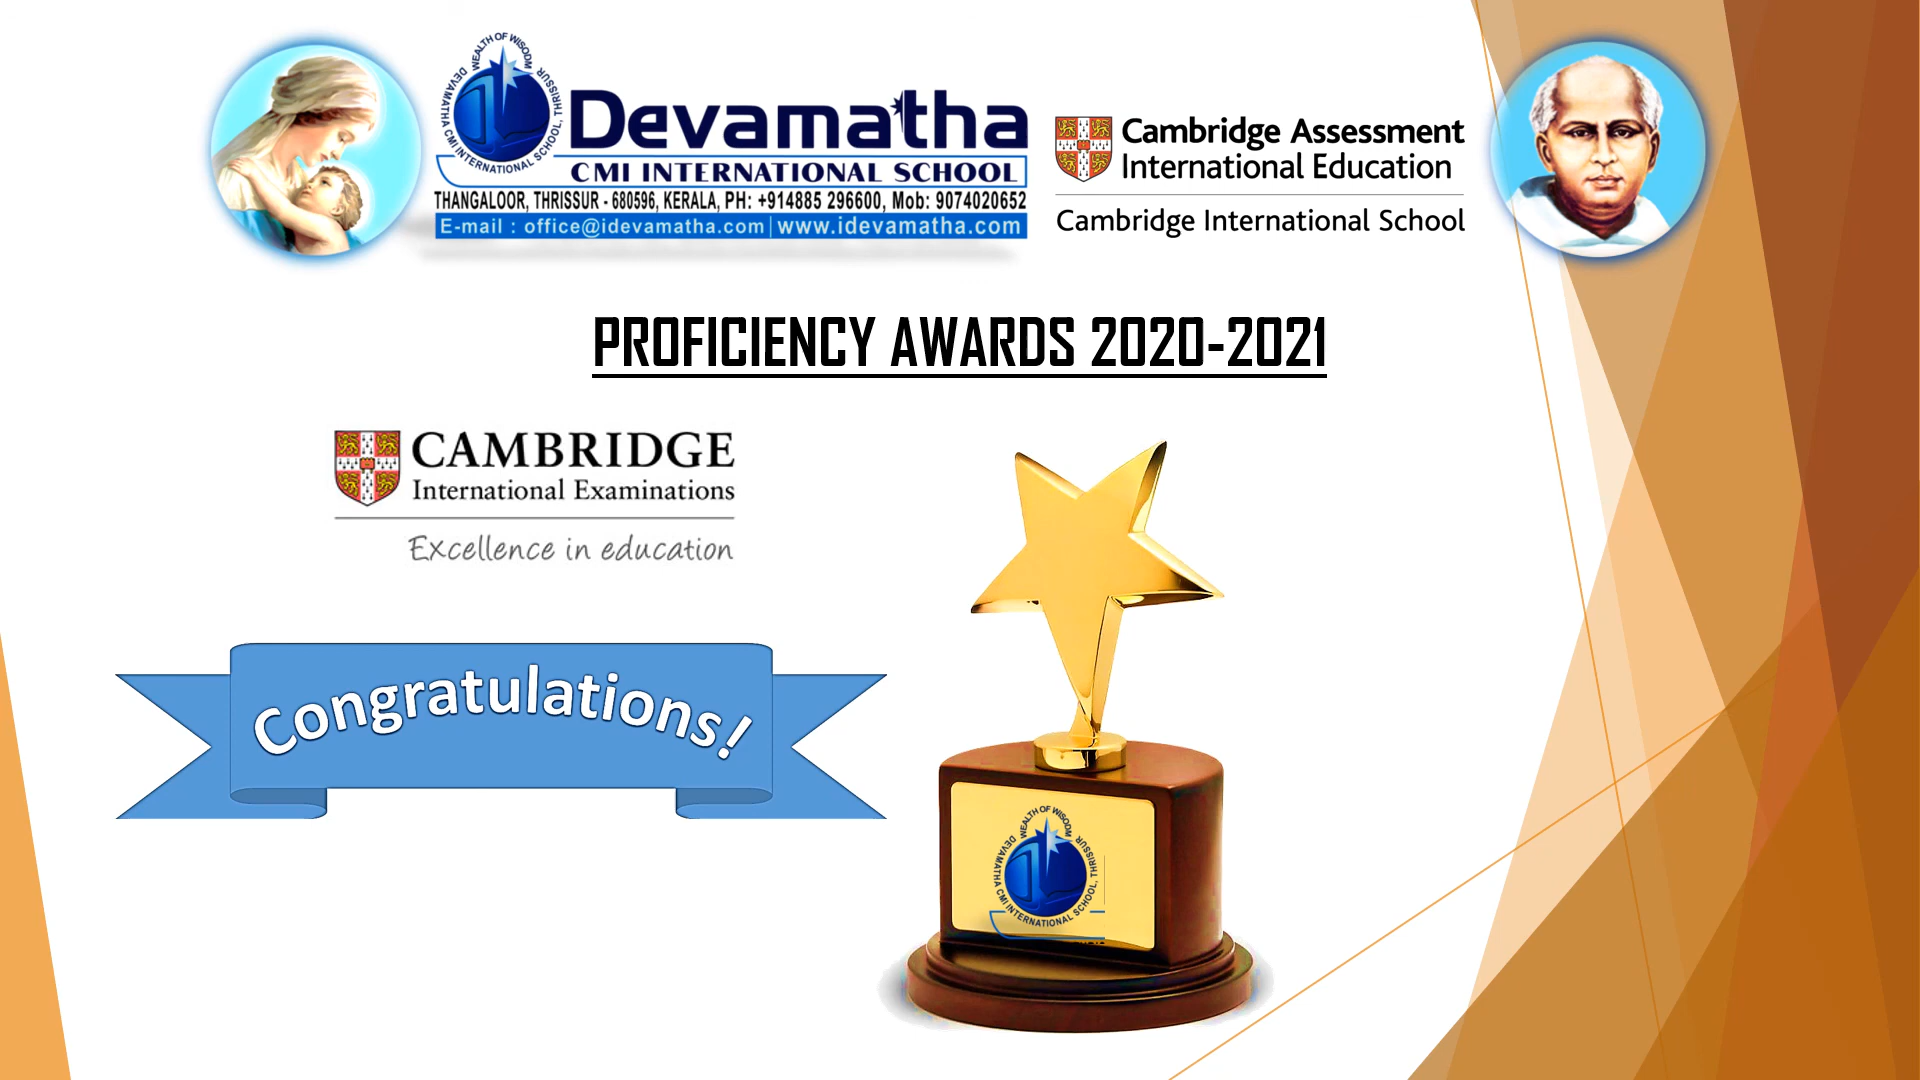 WEALTH OF WISDOM
DEVAMATHA CMI INTERNATIONAL SCHOOL, THRISSUR
Devamatha
CMI INTERNATIONAL SCHOOL
THANGALOOR, THRISSUR - 680596, KERALA, PH: +914885 296600, Mob: 9074020652
E-mail : office@idevamatha.com | www.idevamatha.com
Cambridge Assessment
International Education
Cambridge International School
PROFICIENCY AWARDS 2020-2021
CAMBRIDGE
International Examinations
Excellence in education
Congratulations!
WEALTH OF WISDOM
DEVAMATHA CMI INTERNATIONAL SCHOOL, THRISSUR